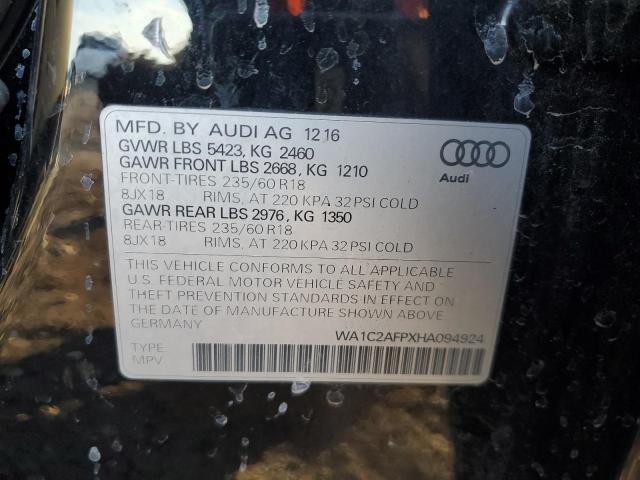 MFD. BY AUDI AG 12 16
GVWR LBS 5423, KG 2460
GAWR FRONT LBS 2668, KG 1210
FRONT-TIRES 235/60 R18
8JX18 RIMS, AT 220 KPA 32 PSI COLD
GAWR REAR LBS 2976, KG 1350
REAR-TIRES 235/60 R18
8JX18 RIMS, AT 220 KPA 32 PSI COLD
Audi
THIS VEHICLE CONFORMS TO ALL APPLICABLE
U.S. FEDERAL MOTOR VEHICLE SAFETY AND
THEFT PREVENTION STANDARDS IN EFFECT ON
THE DATE OF MANUFACTURE SHOWN ABOVE
GERMANY
WA1C2AFPXHA094924
TYPE
MPV